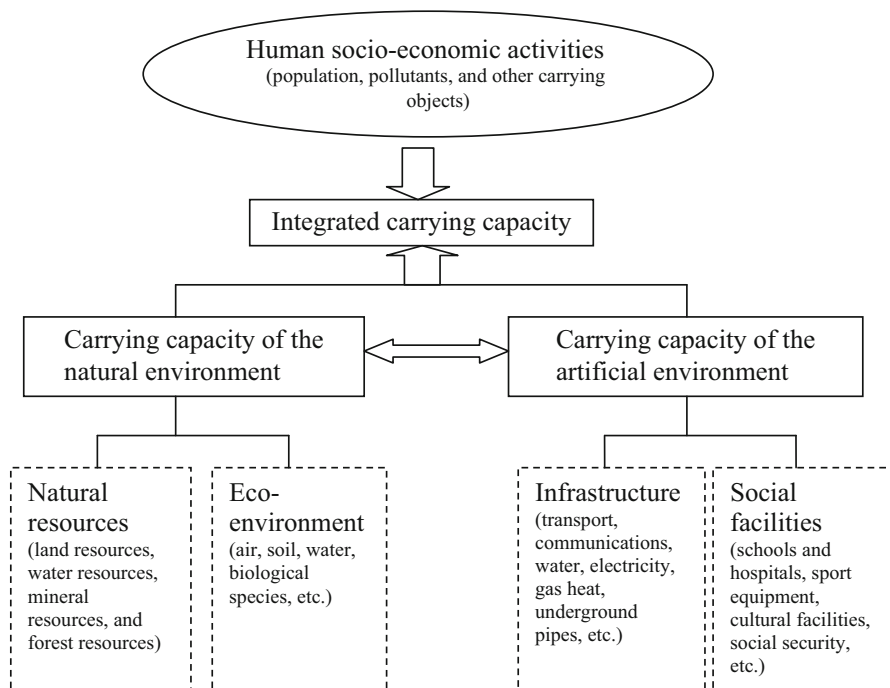 Human socio-economic activities
(population, pollutants, and other carrying
objects)
Integrated carrying capacity
Carrying capacity of the
natural environment
Carrying capacity of the
artificial environment
Natural
resources
(land resources,
water resources,
mineral
resources, and
forest resources)
Eco-
environment
(air, soil, water,
biological
species, etc.)
Infrastructure
(transport,
communications,
water, electricity,
gas heat,
underground
pipes, etc.)
Social
facilities
(schools and
hospitals, sport
equipment,
cultural facilities,
social security,
etc.)